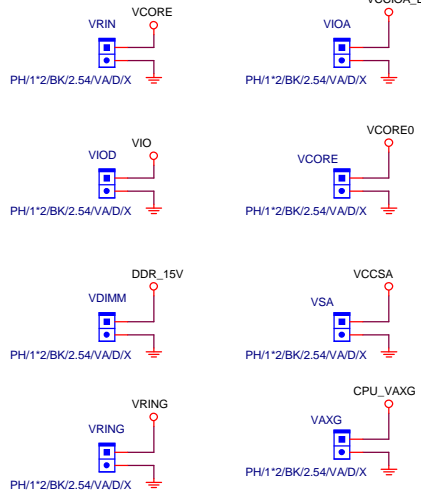 VCORE
VRIN
PH/1*2/BK/2.54/VA/D/X
VIOA
PH/1*2/BK/2.54/VA/D/X
VIO
VIOD
PH/1*2/BK/2.54/VA/D/X
VCORE0
VCORE
PH/1*2/BK/2.54/VA/D/X
DDR_15V
VDIMM
PH/1*2/BK/2.54/VA/D/X
VCCSA
VSA
PH/1*2/BK/2.54/VA/D/X
VRING
VRING
PH/1*2/BK/2.54/VA/D/X
CPU_VAXG
VAXG
PH/1*2/BK/2.54/VA/D/X